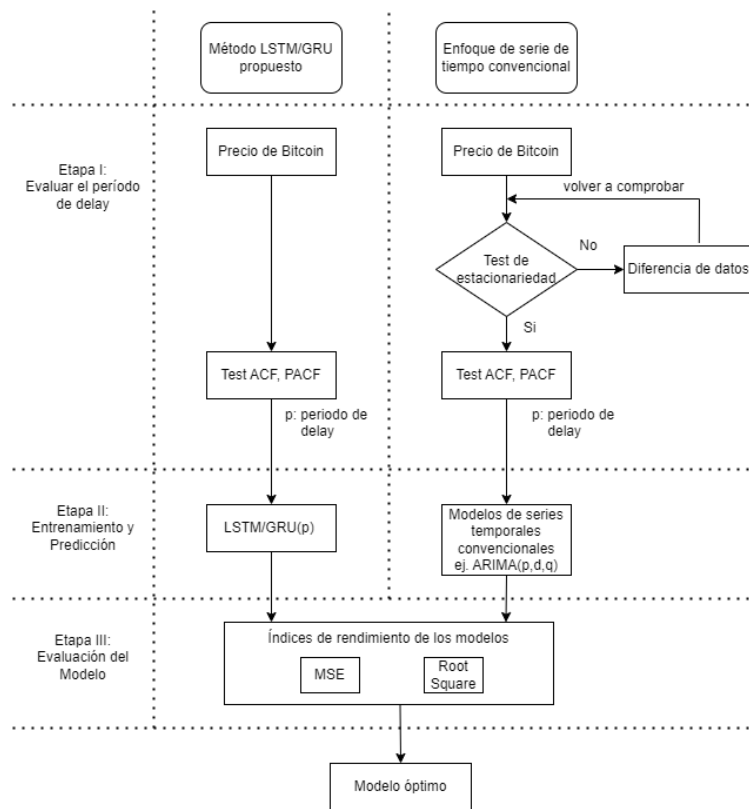 Método LSTM/GRU
propuesto
Enfoque de serie de
tiempo convencional
Etapa I:
Evaluar el período
de delay
Precio de Bitcoin
Precio de Bitcoin
volver a comprobar
Test de
estacionariedad
No
Diferencia de datos
Si
Test ACF, PACF
Test ACF, PACF
p: periodo de
delay
p: periodo de
delay
Etapa II:
Entrenamiento y
Predicción
LSTM/GRU(p)
Modelos de series
temporales
convencionales
ej. ARIMA(p,d,q)
Etapa III:
Evaluación del
Modelo
Índices de rendimiento de los modelos
MSE
Root
Square
Modelo óptimo